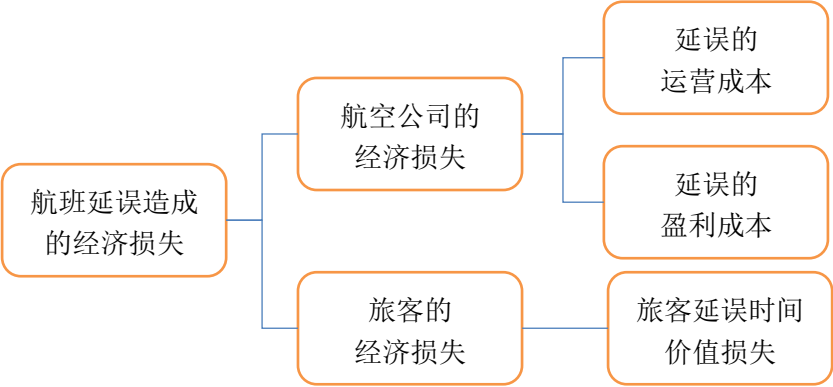 延误的
运营成本
航空公司的
经济损失
延误的
盈利成本
航班延误造成
的经济损失
旅客的
经济损失
旅客延误时间
价值损失